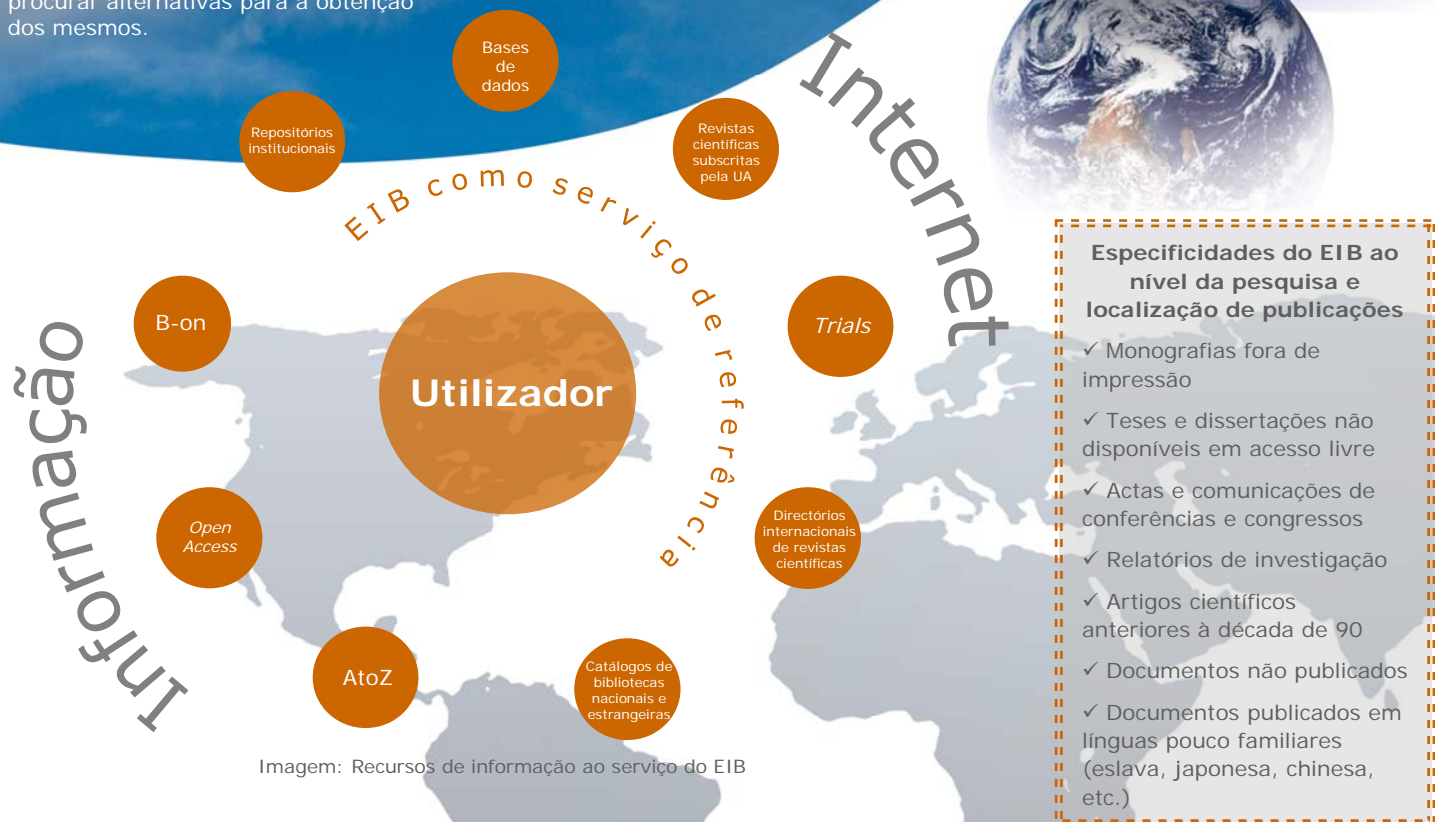 procurar alternativas para a obtenção
dos mesmos.
Bases
de
dados
Repositórios
institucionais
Revistas
científicas
subscritas
pela UA
Internet
EIB como serviço de referência
B-on
Utilizador
Trials
Informação
Open
Access
Directórios
internacionais
de revistas
científicas
AtoZ
Catálogos de
bibliotecas
nacionais e
estrangeiras
Imagem: Recursos de informação ao serviço do EIB
Especificidades do EIB ao
nível da pesquisa e
localização de publicações
✓ Monografias fora de
impressão
✓ Teses e dissertações não
disponíveis em acesso livre
✓ Actas e comunicações de
conferências e congressos
✓ Relatórios de investigação
✓ Artigos científicos
anteriores à década de 90
✓ Documentos não publicados
✓ Documentos publicados em
línguas pouco familiares
(eslava, japonesa, chinesa,
etc.)